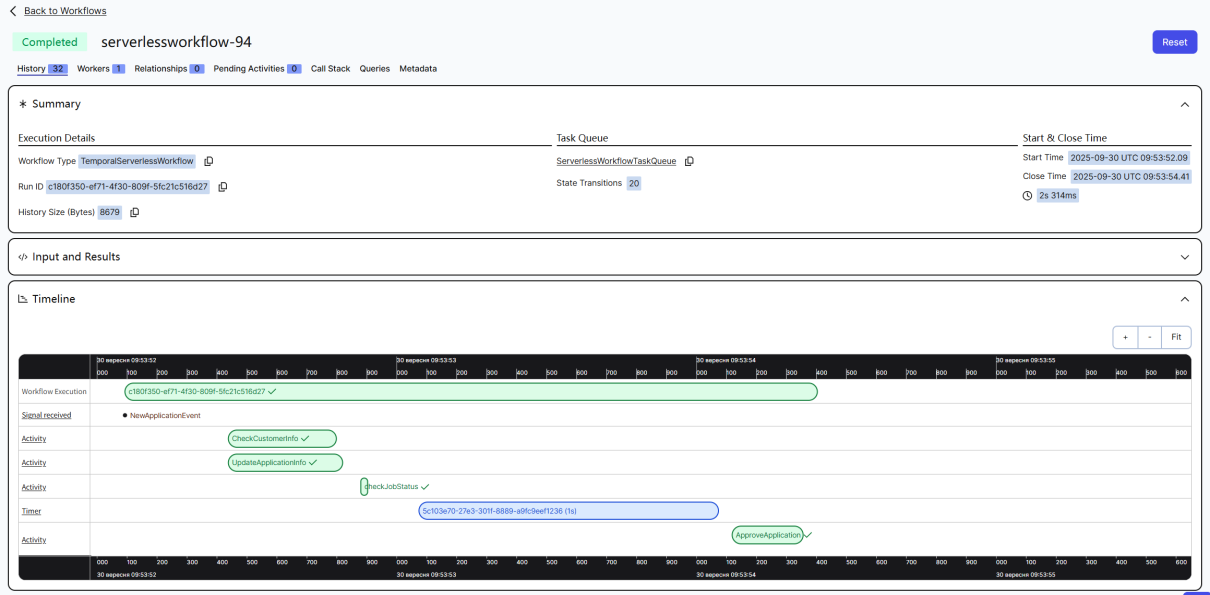 Back to Workflows
Completed serverlessworkflow-94 Reset
History 32 Workers 1 Relationships 0 Pending Activities 0 Call Stack Queries Metadata
Summary
Execution Details Task Queue Start & Close Time
Workflow Type TemporalServerlessWorkflow ServerlessWorkflowTaskQueue Start Time 2025-09-30 UTC 09:53:52.09
Run ID c180f350-ef71-4f30-809f-5fc21c516d27 State Transitions 20 Close Time 2025-09-30 UTC 09:53:54.41
2s 314ms
History Size (Bytes) 8679
</> Input and Results
Timeline
+ - Fit
30 вересня 09:53:52 30 вересня 09:53:53 30 вересня 09:53:54 30 вересня 09:53:55
000 100 200 300 400 500 600 700 800 900 000 100 200 300 400 500 600 700 800 900 000 100 200 300 400 500 600 700 800 900 000 100 200 300 400 500 600
Workflow Execution c180f350-ef71-4f30-809f-5fc21c516d27
Signal received NewApplicationEvent
Activity CheckCustomerInfo
Activity UpdateApplicationInfo
Activity checkJobStatus
Timer 5c103e70-27e3-301f-8889-a9fc9eef1236 (1s)
Activity ApproveApplication
000 100 200 300 400 500 600 700 800 900 000 100 200 300 400 500 600 700 800 900 000 100 200 300 400 500 600 700 800 900 000 100 200 300 400 500 600
30 вересня 09:53:52 30 вересня 09:53:53 30 вересня 09:53:54 30 вересня 09:53:55